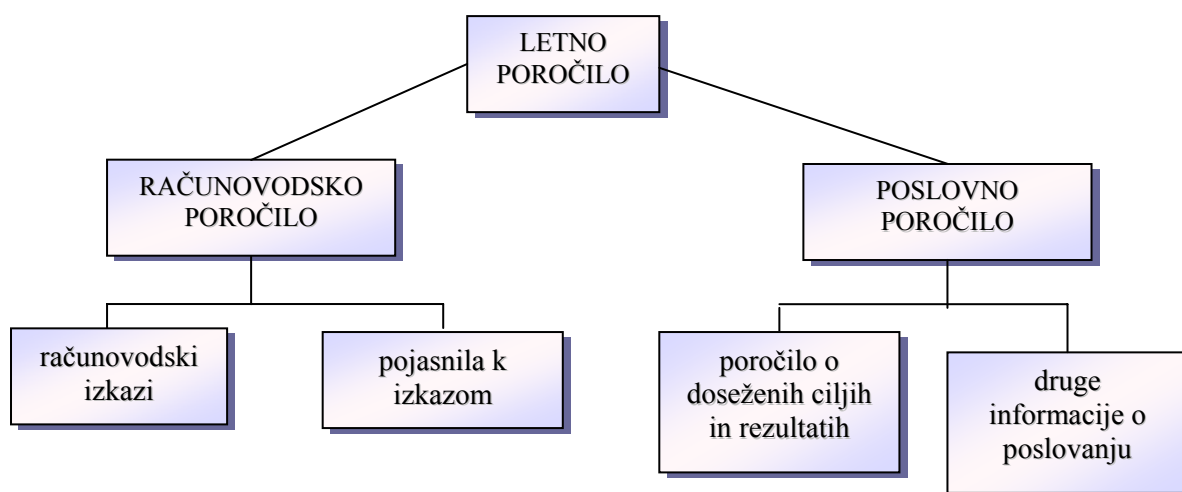 LETNO
POROČILO
RAČUNOVODSKO
POROČILO
POSLOVNO
POROČILO
računovodski
izkazi
pojasnila k
izkazom
poročilo o
doseženih ciljih
in rezultatih
druge
informacije o
poslovanju